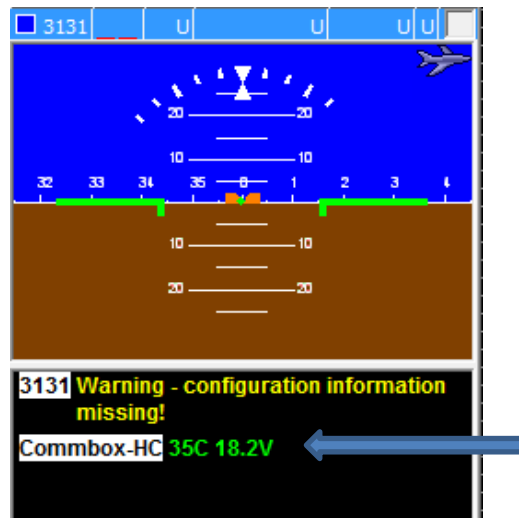 3131 U U U U
20 20
10 10
32 33 34 35 0 1 2 3 4
10 10
20 20
3131 Warning - configuration information
missing!
Commbox-HC 35C 18.2V